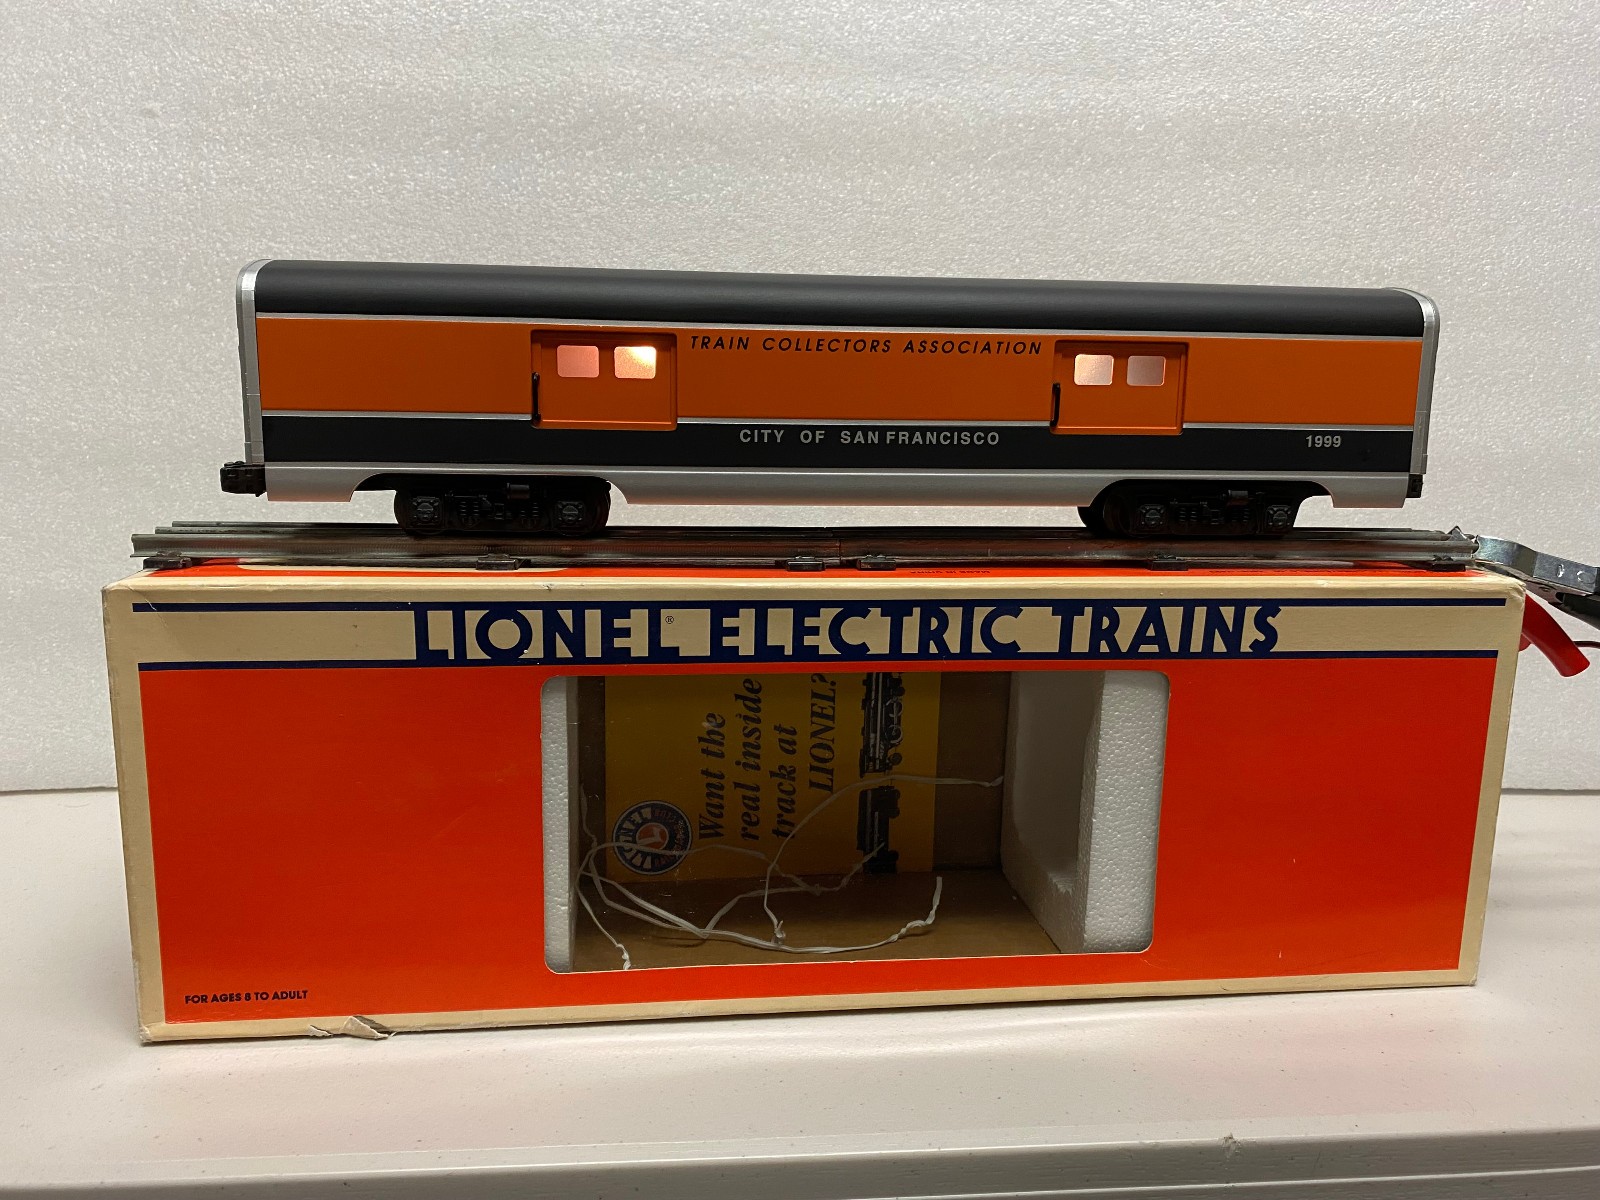 TRAIN COLLECTORS ASSOCIATION
CITY OF SAN FRANCISCO
1999
LIONEL® ELECTRIC TRAINS
Want the
real inside
track at
LIONEL?
LIONEL
FOR AGES 8 TO ADULT